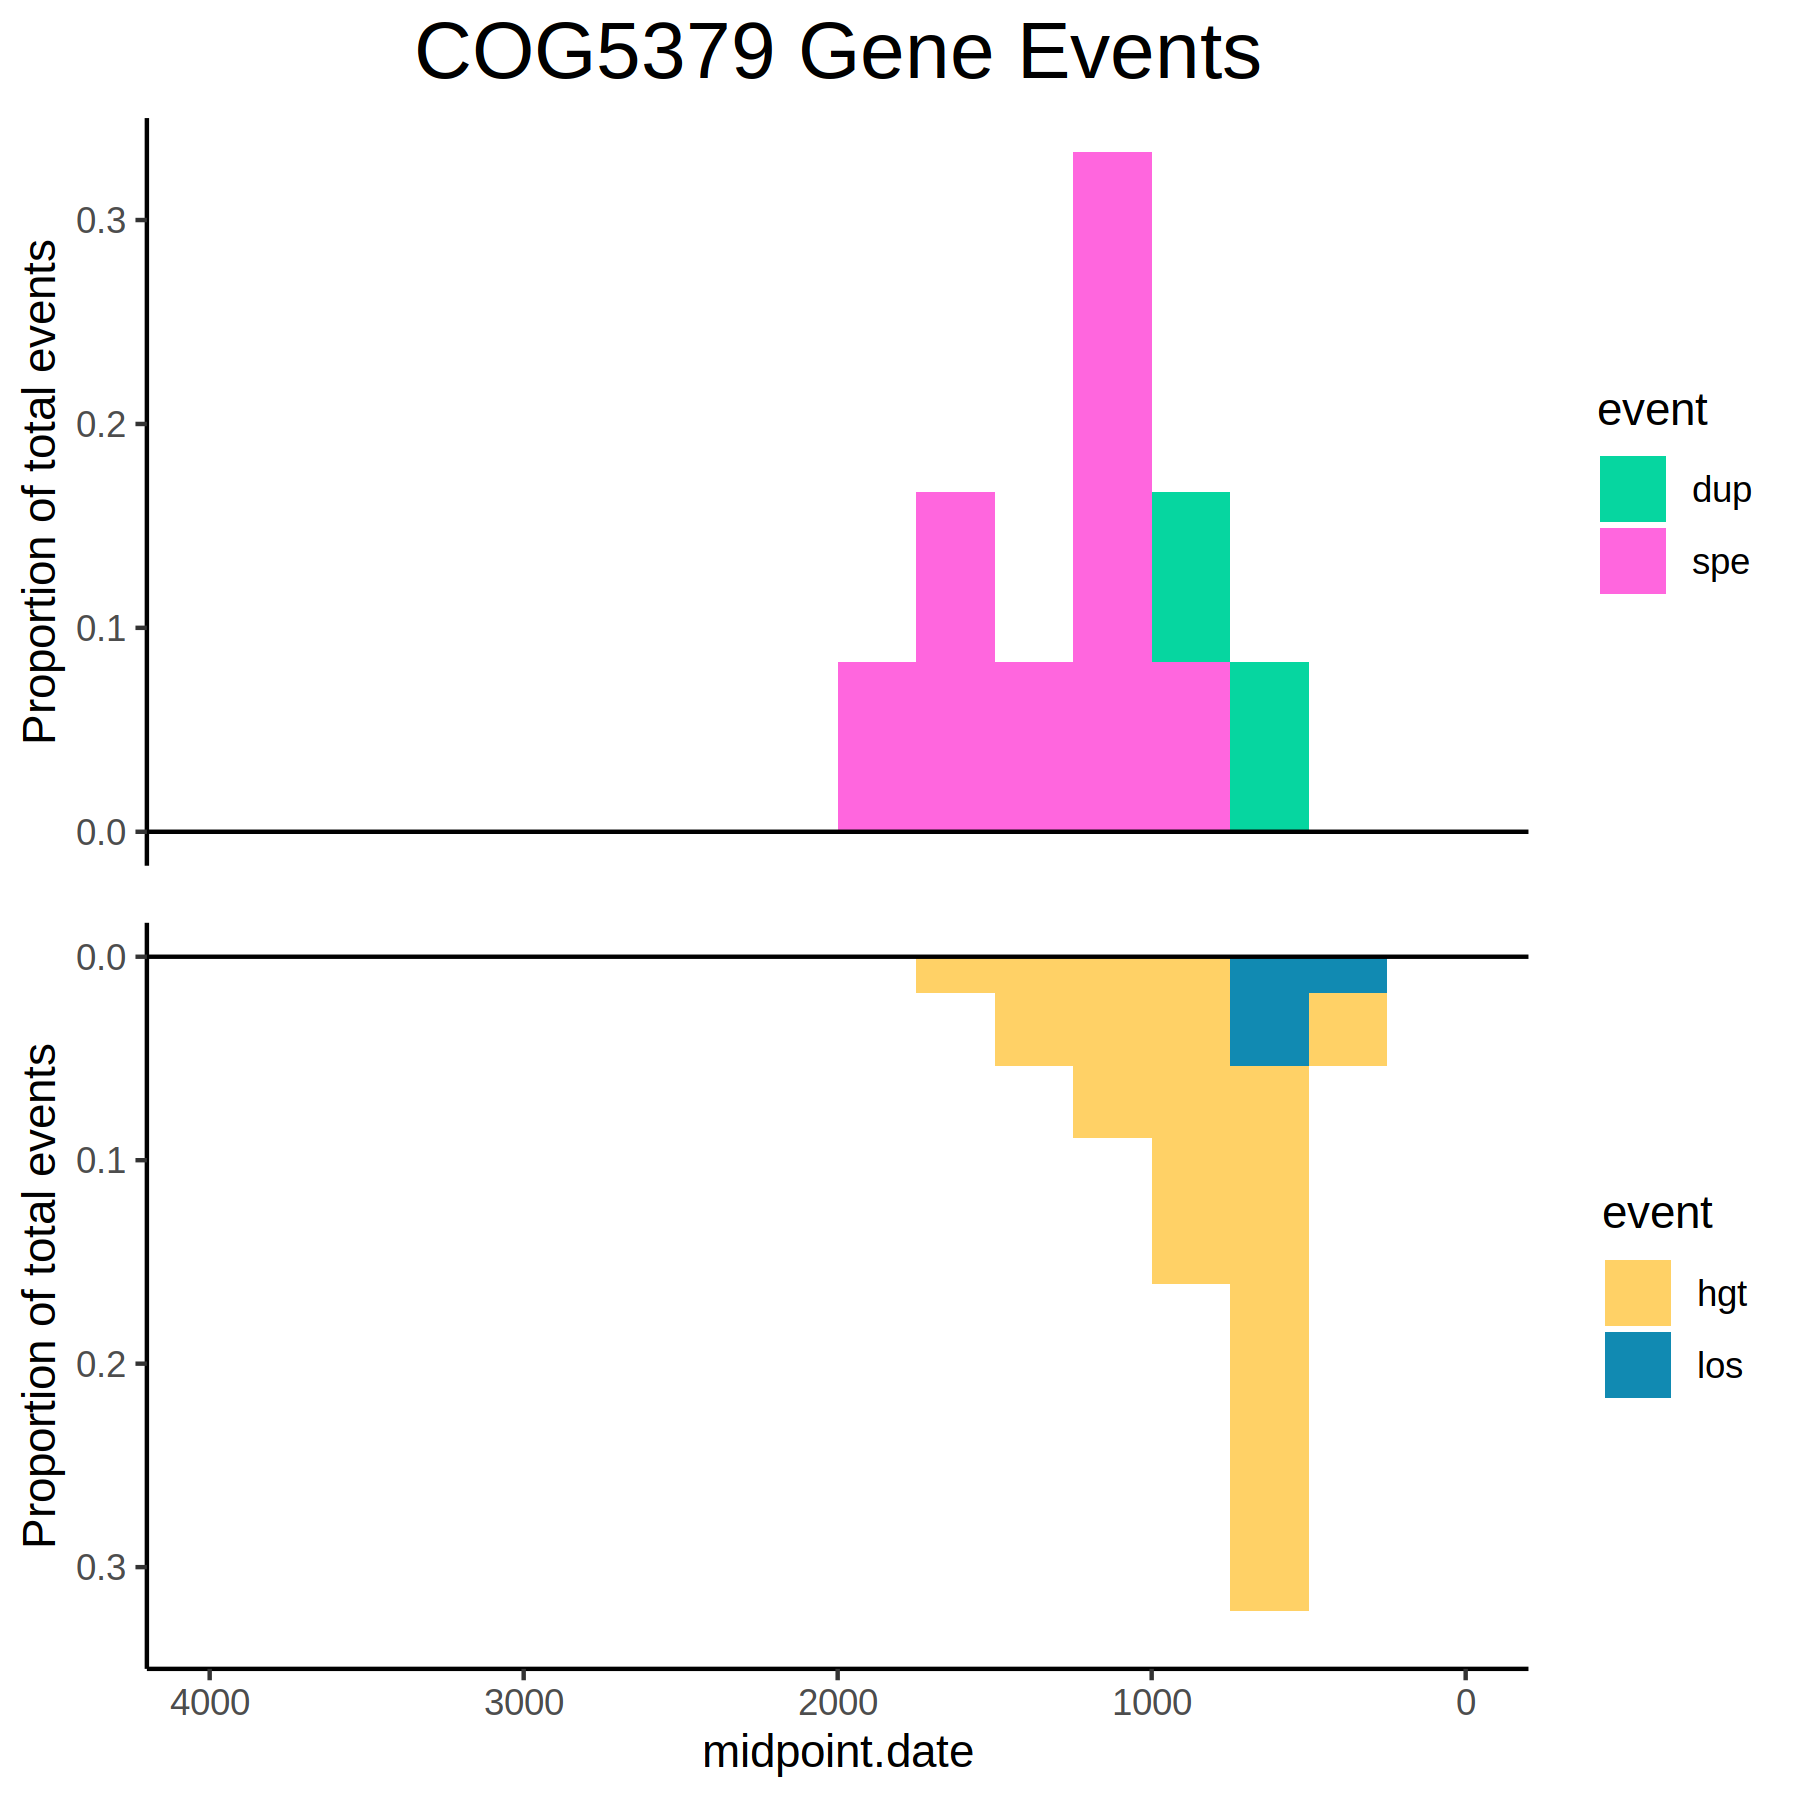 COG5379 Gene Events
Proportion of total events
0.3
0.2
0.1
0.0
event
dup
spe
Proportion of total events
0.0
0.1
0.2
0.3
event
hgt
los
4000 3000 2000 1000 0
midpoint.date